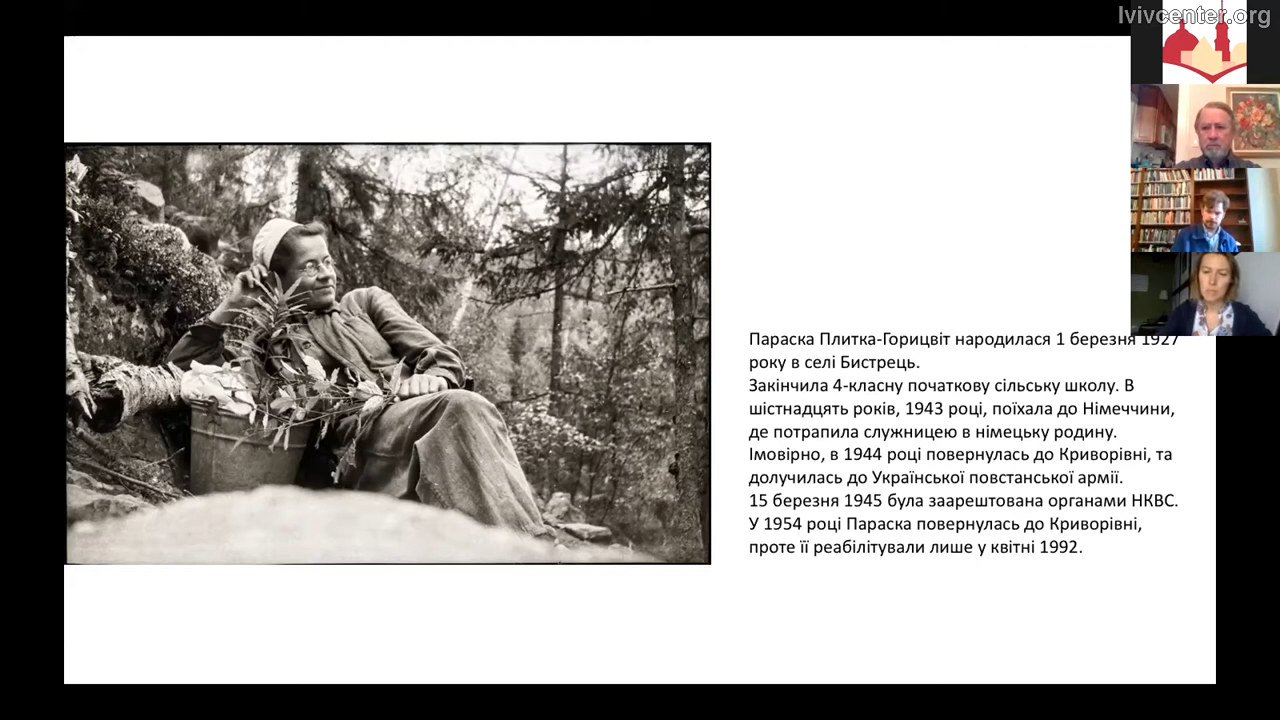 lvivcenter.org
Параска Плитка-Горицвіт народилася 1 березня 1927
року в селі Бистрець.
Закінчила 4-класну початкову сільську школу. В
шістнадцять років, 1943 році, поїхала до Німеччини,
де потрапила служницею в німецьку родину.
Імовірно, в 1944 році повернулась до Криворівні, та
долучилась до Української повстанської армії.
15 березня 1945 була заарештована органами НКВС.
У 1954 році Параска повернулась до Криворівні,
проте її реабілітували лише у квітні 1992.